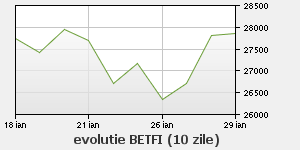 28500
28000
27500
27000
26500
26000
18 ian
21 ian
26 ian
29 ian
evolutie BETFI (10 zile)